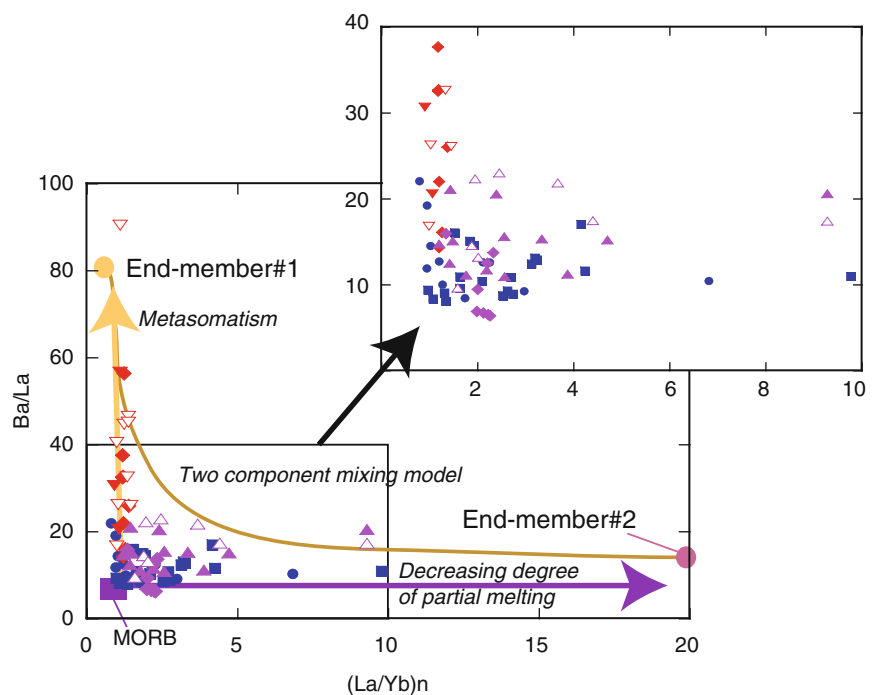 40
30
20
10
2
4
6
8
10
100
80
60
40
20
0
Ba/La
End-member#1
Metasomatism
Two component mixing model
End-member#2
Decreasing degree
of partial melting
MORB
0
5
10
15
20
(La/Yb)n